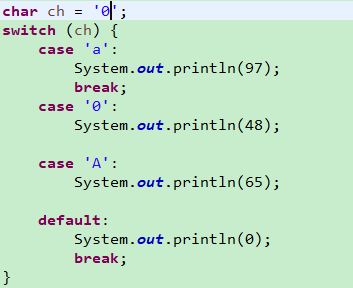 char ch = '0';
switch (ch) {
    case 'a':
        System.out.println(97);
        break;
    case '0':
        System.out.println(48);

    case 'A':
        System.out.println(65);

    default:
        System.out.println(0);
        break;
}